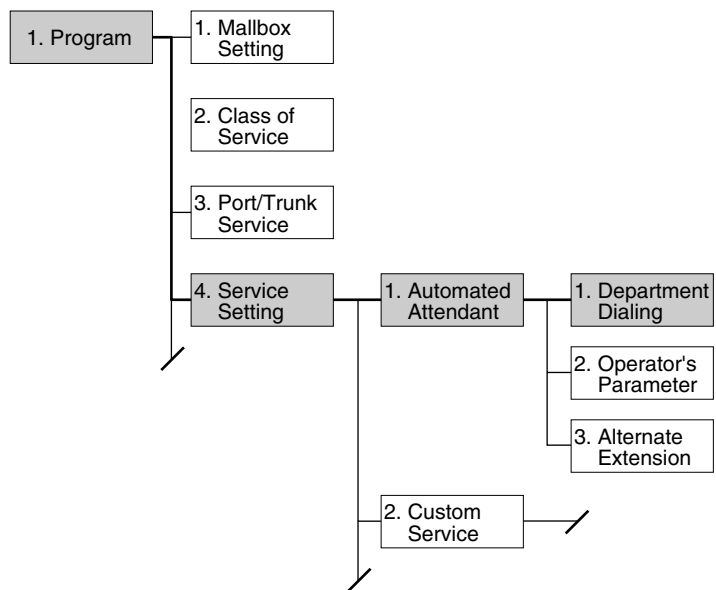 1. Program
1. Mallbox
Setting
2. Class of
Service
3. Port/Trunk
Service
4. Service
Setting
1. Automated
Attendant
1. Department
Dialing
2. Operator's
Parameter
3. Alternate
Extension
2. Custom
Service